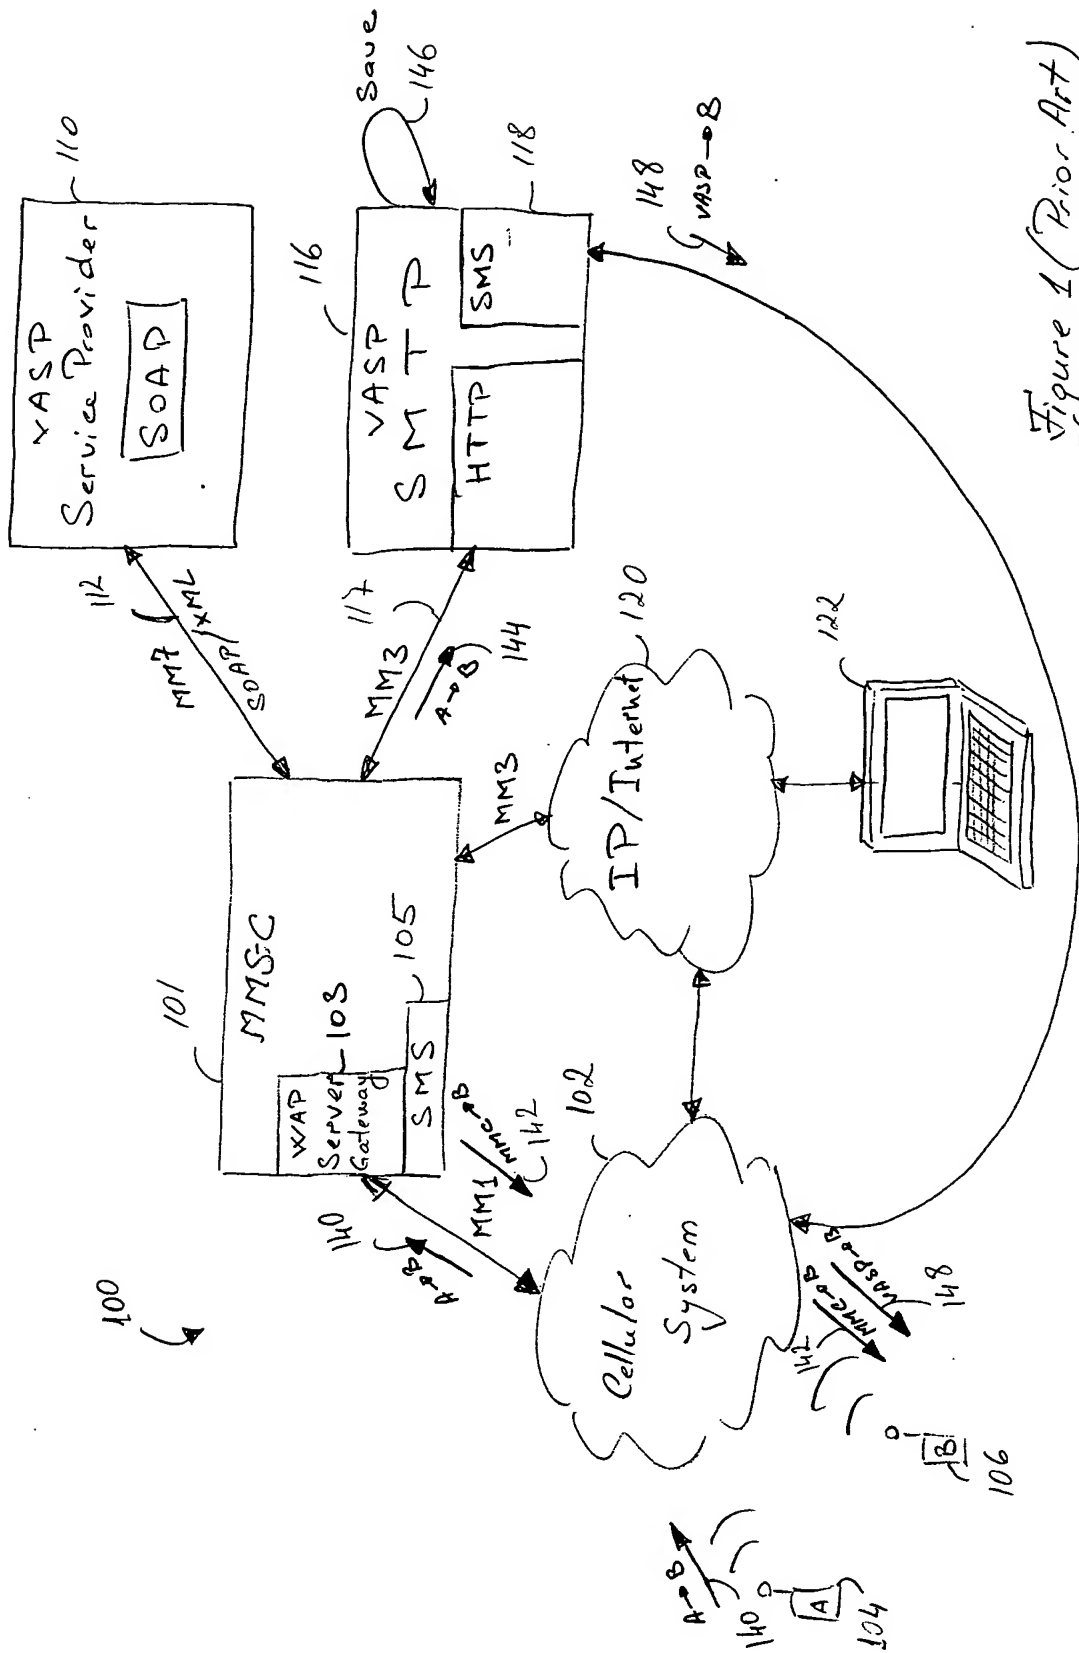 100
101
MMSC
WAP
Server
Gateway
103
SMS
105
140
A→B
MM1
MMC→B
142
112
MM7
SOAP/XML
VASP
Service Provider
SOAP
110
117
MM3
A→B
144
116
VASP
SMTP
HTTP
SMS
118
Save
146
148
VASP→B
MM3
IP/Internet
120
122
102
Cellular
System
142
MMC→B
VASP→B
148
A→B
140
A
104
B
106
Figure 1 (Prior Art)